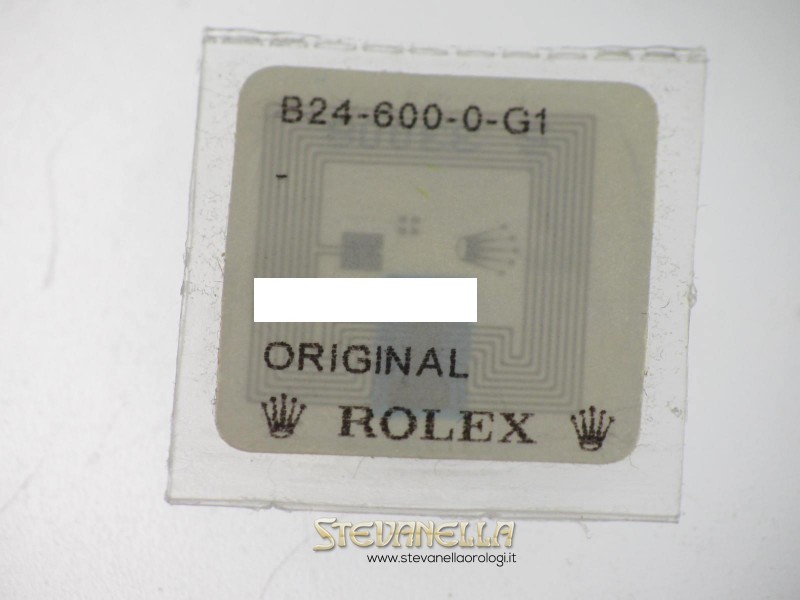 B24-600-0-G1
-
ORIGINAL
ROLEX
STEVANELLA
www.stevanellaorologi.it